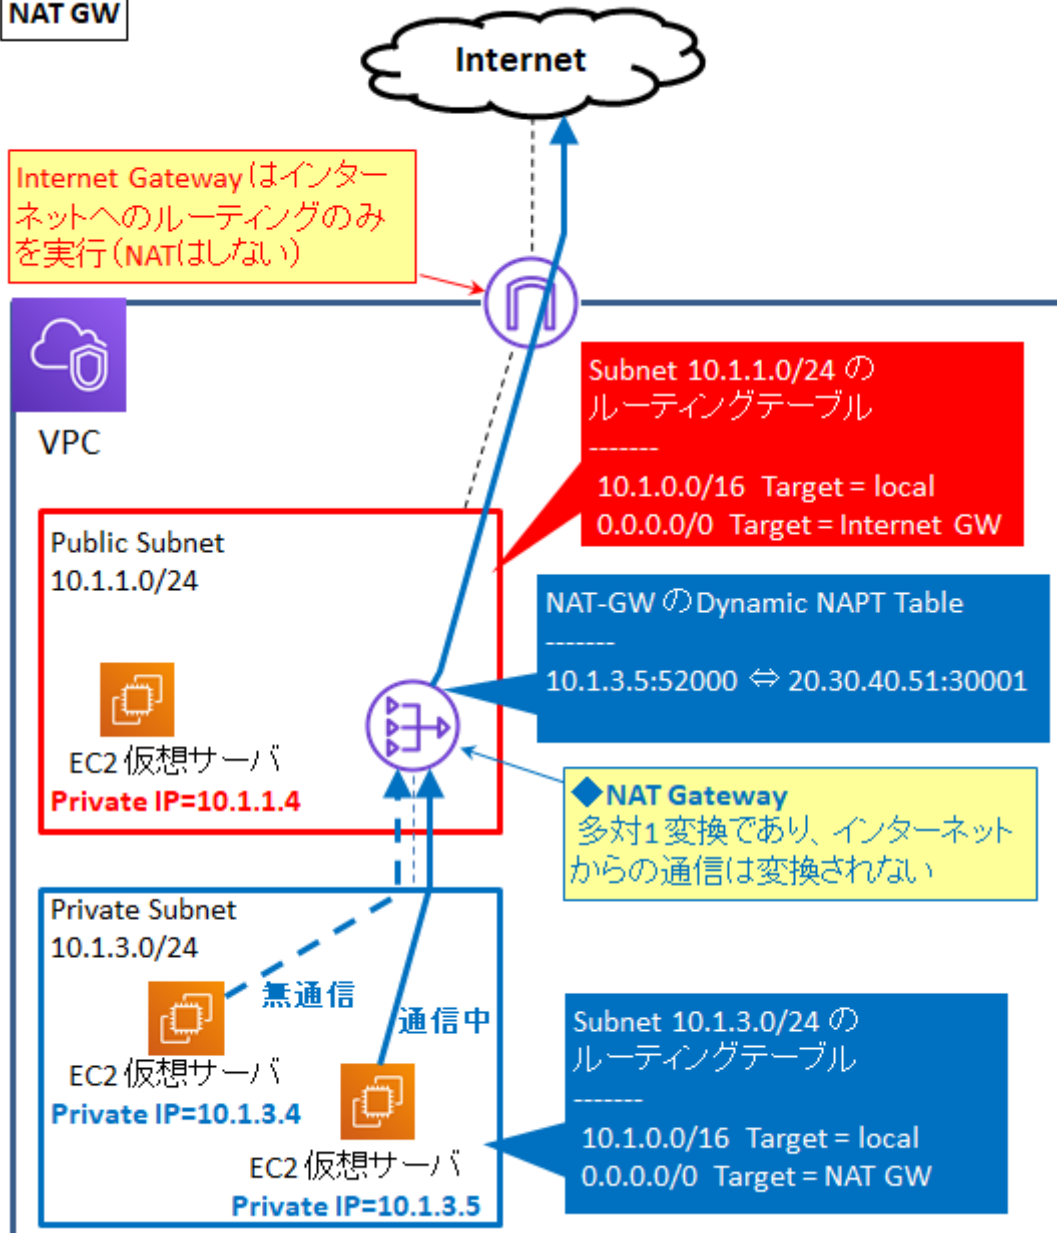 NAT GW
Internet
Internet Gatewayはインター
ネットへのルーティングのみ
を実行(NATはしない)
VPC
Subnet 10.1.1.0/24 の
ルーティングテーブル
-------
10.1.0.0/16 Target = local
0.0.0.0/0 Target = Internet GW
Public Subnet
10.1.1.0/24
EC2 仮想サーバ
Private IP=10.1.1.4
NAT-GW のDynamic NAPT Table
-------
10.1.3.5:52000 ⇔ 20.30.40.51:30001
◆NAT Gateway
多対1変換であり、インターネット
からの通信は変換されない
Private Subnet
10.1.3.0/24
無通信
通信中
EC2 仮想サーバ
Private IP=10.1.3.4
EC2 仮想サーバ
Private IP=10.1.3.5
Subnet 10.1.3.0/24 の
ルーティングテーブル
-------
10.1.0.0/16 Target = local
0.0.0.0/0 Target = NAT GW